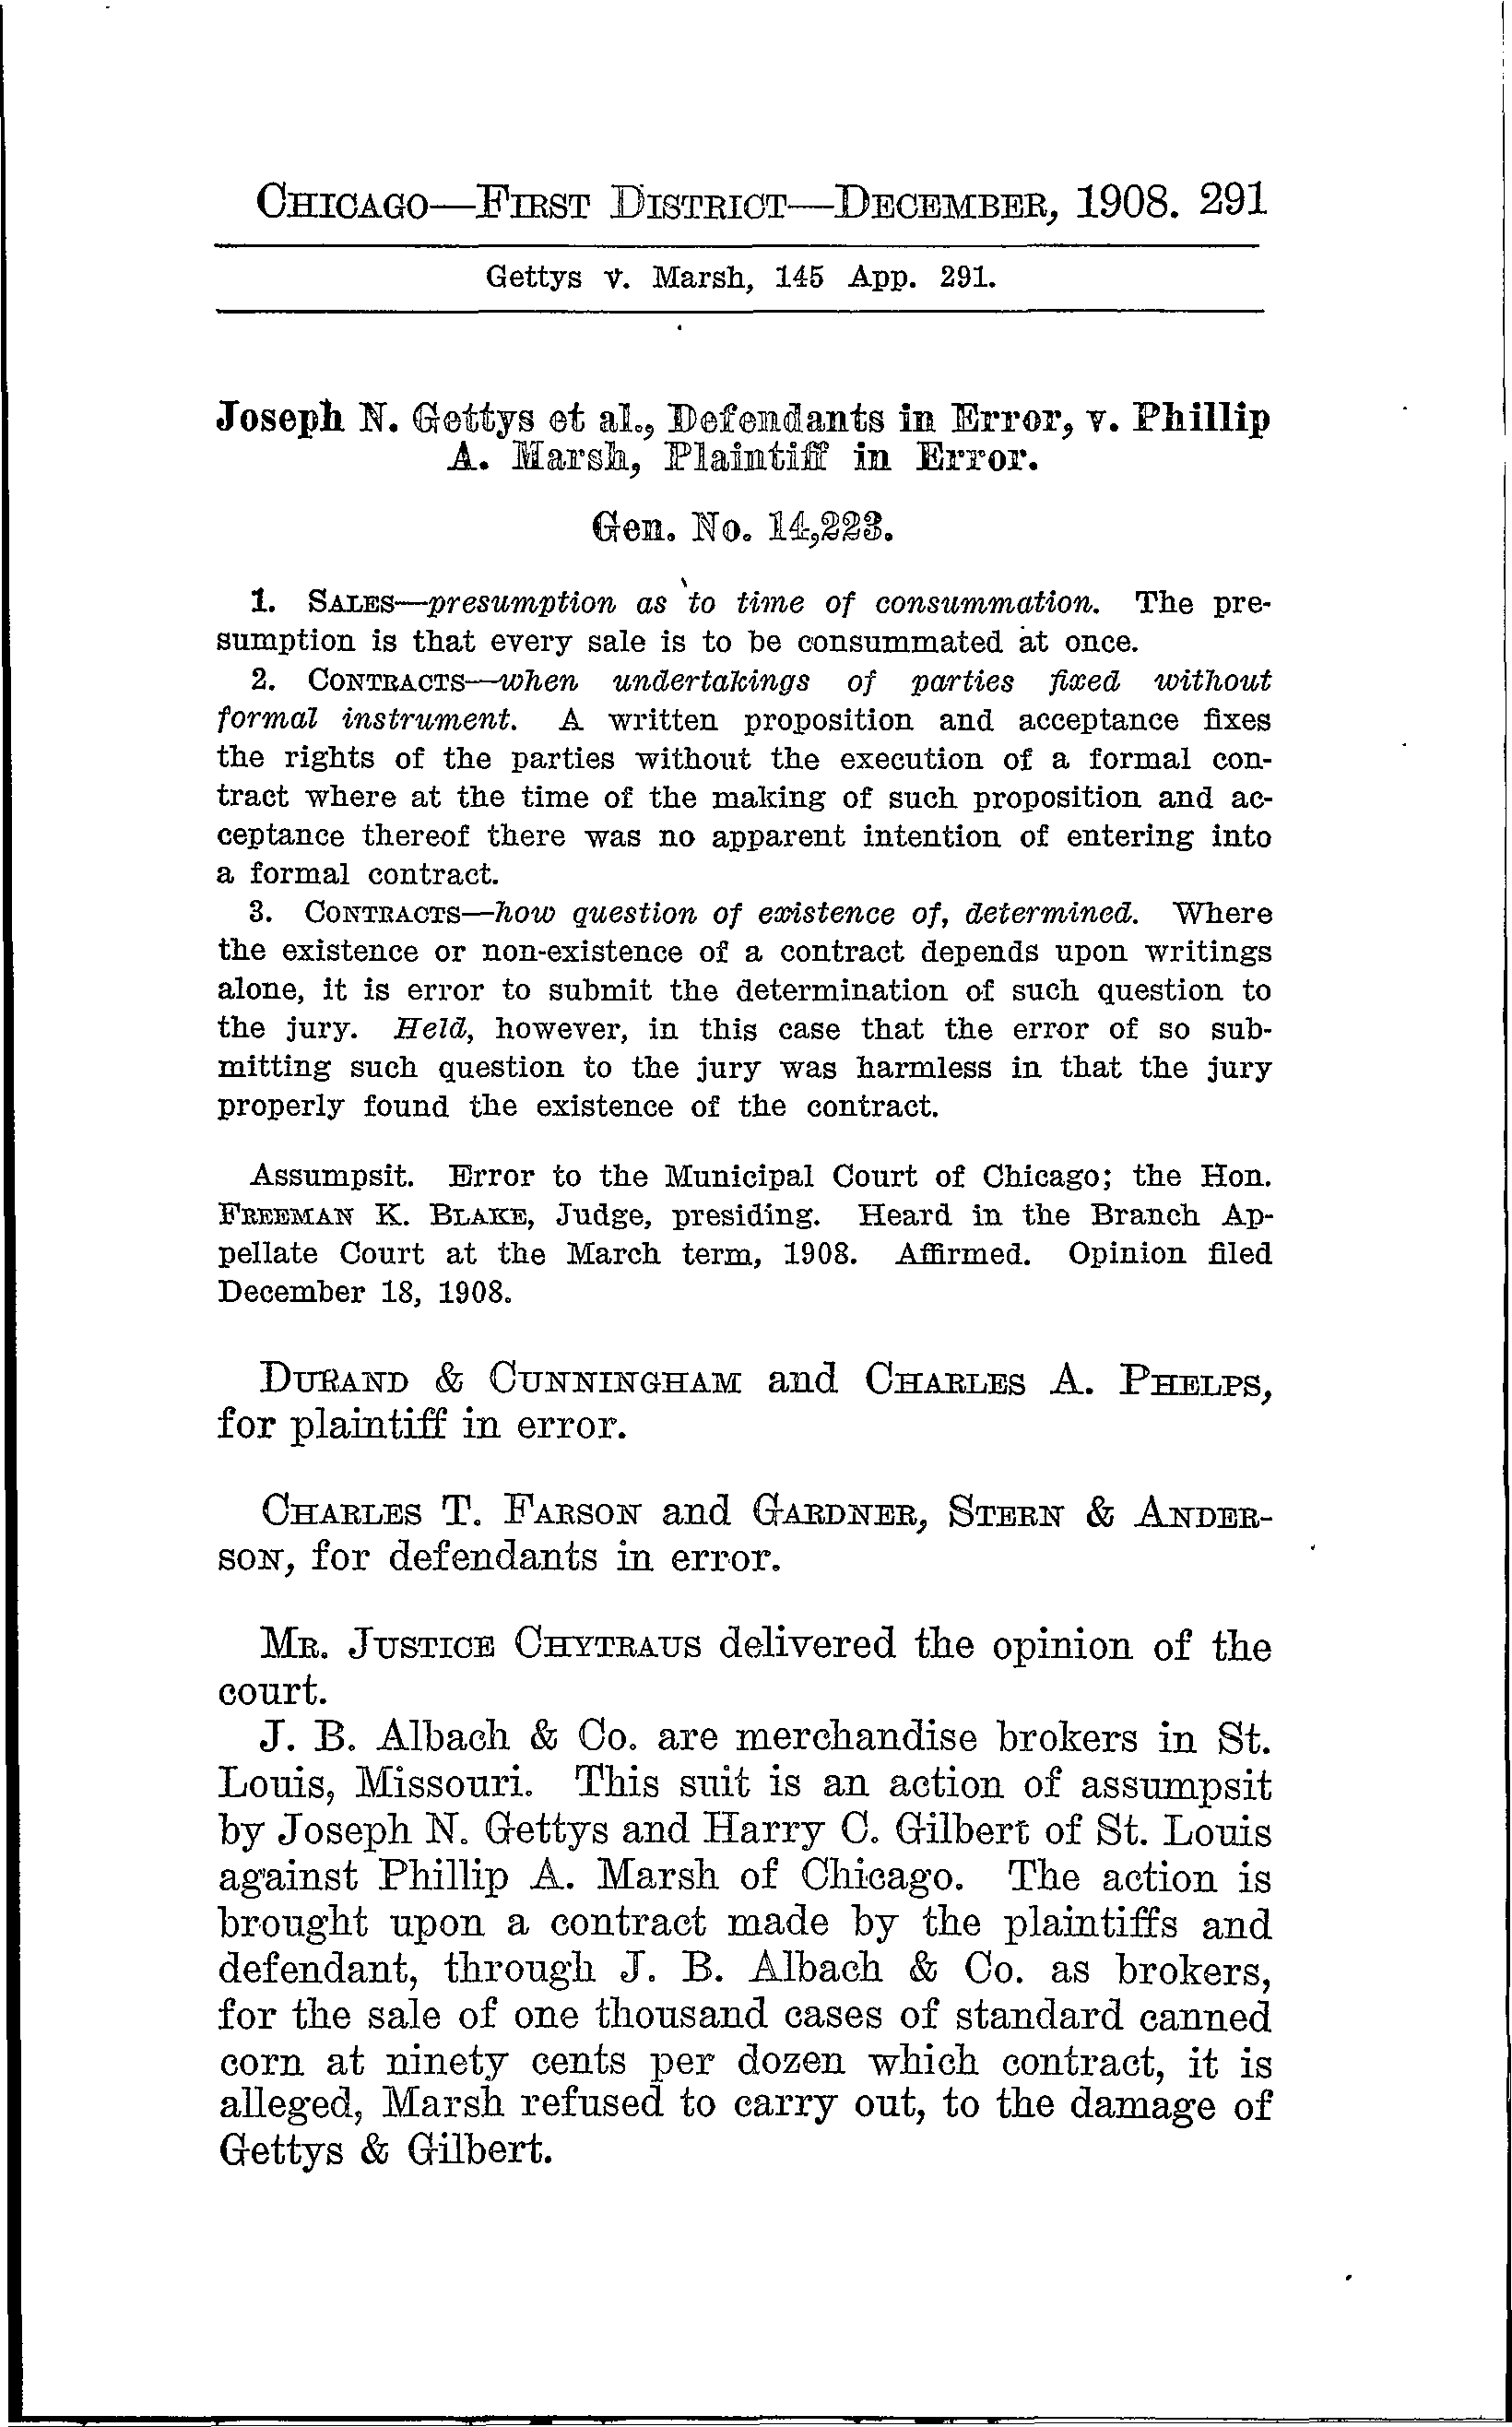 CHICAGO—FIRST DISTRICT—DECEMBER, 1908. 291
Gettys v. Marsh, 145 App. 291.
Joseph N. Gettys et al., Defendants in Error, v. Phillip
A. Marsh, Plaintiff in Error.
Gen. No. 14,223.
1. SALES—presumption as to time of consummation. The pre-
sumption is that every sale is to be consummated at once.
2. CONTRACTS—when undertakings of parties fixed without
formal instrument. A written proposition and acceptance fixes
the rights of the parties without the execution of a formal con-
tract where at the time of the making of such proposition and ac-
ceptance thereof there was no apparent intention of entering into
a formal contract.
3. CONTRACTS—how question of existence of, determined. Where
the existence or non-existence of a contract depends upon writings
alone, it is error to submit the determination of such question to
the jury. Held, however, in this case that the error of so sub-
mitting such question to the jury was harmless in that the jury
properly found the existence of the contract.
Assumpsit. Error to the Municipal Court of Chicago; the Hon.
FREEMAN K. BLAKE, Judge, presiding. Heard in the Branch Ap-
pellate Court at the March term, 1908. Affirmed. Opinion filed
December 18, 1908.
DURAND & CUNNINGHAM and CHARLES A. PHELPS,
for plaintiff in error.
CHARLES T. FARSON and GARDNER, STERN & ANDER-
SON, for defendants in error.
MR. JUSTICE CHYTRAUS delivered the opinion of the
court.
J. B. Albach & Co. are merchandise brokers in St.
Louis, Missouri. This suit is an action of assumpsit
by Joseph N. Gettys and Harry C. Gilbert of St. Louis
against Phillip A. Marsh of Chicago. The action is
brought upon a contract made by the plaintiffs and
defendant, through J. B. Albach & Co. as brokers,
for the sale of one thousand cases of standard canned
corn at ninety cents per dozen which contract, it is
alleged, Marsh refused to carry out, to the damage of
Gettys & Gilbert.